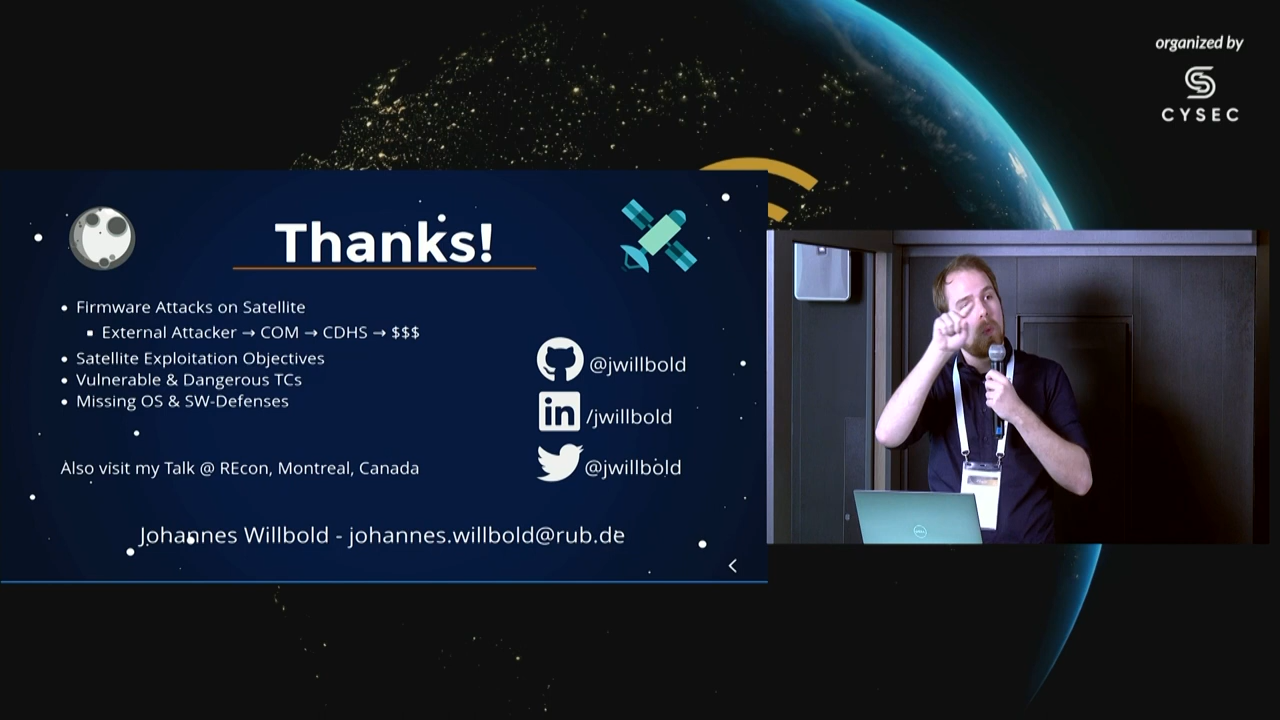 organized by
CYSEC
Thanks!
Firmware Attacks on Satellite
External Attacker → COM → CDHS → $$$
Satellite Exploitation Objectives
Vulnerable & Dangerous TCs
Missing OS & SW-Defenses
@jwillbold
in /jwillbold
@jwillbold
Also visit my Talk @ REcon, Montreal, Canada
Johannes Willbold - johannes.willbold@rub.de
DELL